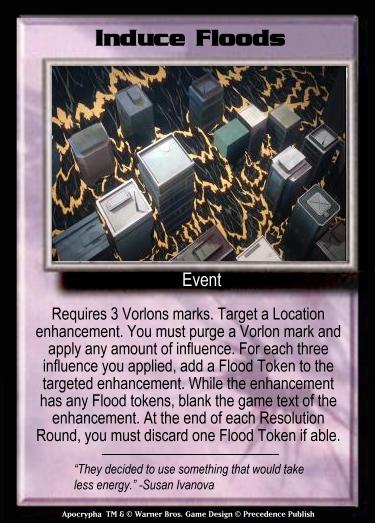 Induce Floods
Event
Requires 3 Vorlons marks. Target a Location
enhancement. You must purge a Vorlon mark and
apply any amount of influence. For each three
influence you applied, add a Flood Token to the
targeted enhancement. While the enhancement
has any Flood tokens, blank the game text of the
enhancement. At the end of each Resolution
Round, you must discard one Flood Token if able.
"They decided to use something that would take
less energy." -Susan Ivanova
Apocrypha TM & © Warner Bros. Game Design © Precedence Publish